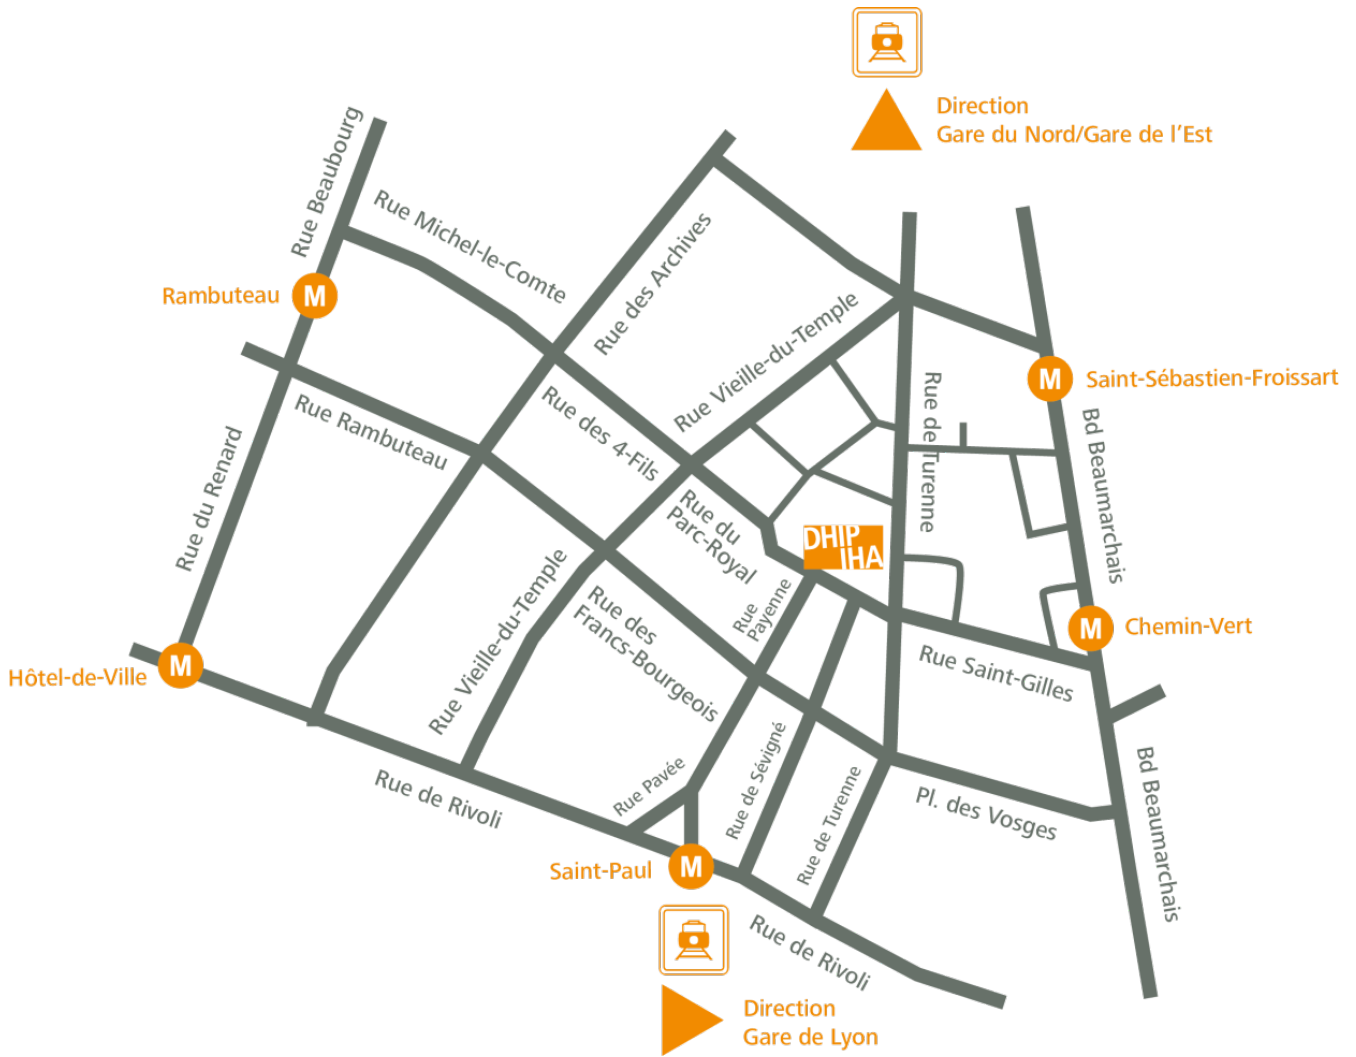 Direction
Gare du Nord/Gare de l'Est
Rue Beaubourg
Rue Michel-le-Comte
Rue des Archives
Rambuteau
M
Rue Vieille-du-Temple
M
Saint-Sébastien-Froissart
Rue de Turenne
Rue Rambuteau
Rue des 4-Fils
Bd Beaumarchais
Rue du Renard
Rue du
Parc-Royal
DHIP
IHA
Rue Vieille-du-Temple
Rue des
Francs-Bourgeois
Rue
Payenne
M
Chemin-Vert
Hôtel-de-Ville
M
Rue Saint-Gilles
Rue de Rivoli
Rue Pavée
Rue de Sévigné
Rue de Turenne
Pl. des Vosges
Bd Beaumarchais
Saint-Paul
M
Rue de Rivoli
Direction
Gare de Lyon